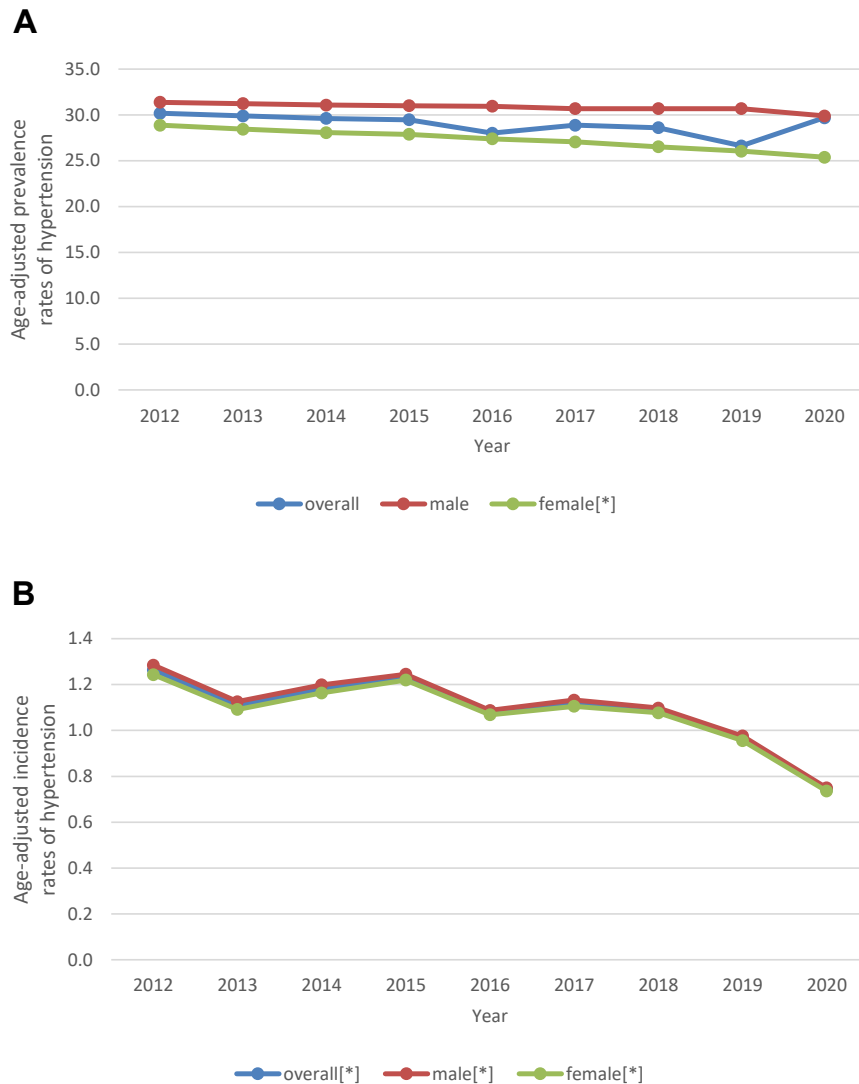 A
35.0
30.0
25.0
20.0
15.0
10.0
5.0
0.0
Age-adjusted prevalence
rates of hypertension
2012 2013 2014 2015 2016 2017 2018 2019 2020
Year
overall male female[*]
B
1.4
1.2
1.0
0.8
0.6
0.4
0.2
0.0
Age-adjusted incidence
rates of hypertension
2012 2013 2014 2015 2016 2017 2018 2019 2020
Year
overall[*] male[*] female[*]